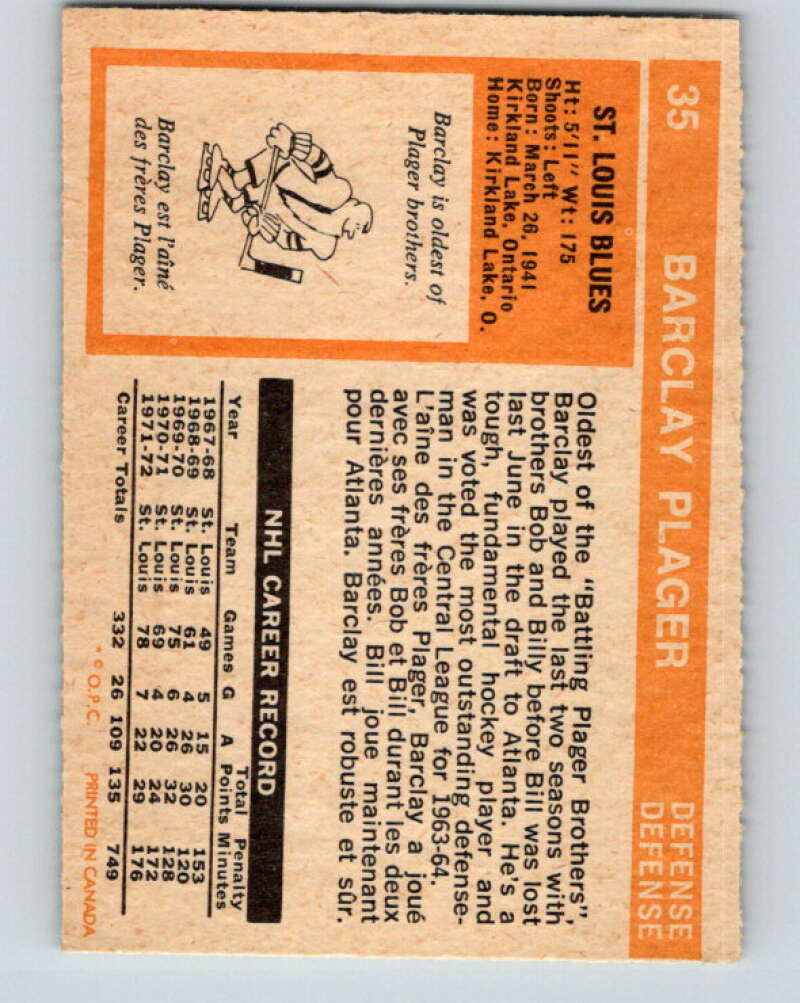 35 BARCLAY PLAGER DEFENSE
DEFENSE
ST. LOUIS BLUES
Ht: 5'11" Wt: 175
Shoots: Left
Born: March 26, 1941
Kirkland Lake, Ontario
Home: Kirkland Lake, O.
Barclay is oldest of
Plager brothers.
Barclay est l'aîné
des frères Plager.
Oldest of the "Battling Plager Brothers",
Barclay played the last two seasons with
brothers Bob and Billy before Bill was lost
last June in the draft to Atlanta. He's a
tough, fundamental hockey player and
was voted the most outstanding defense-
man in the Central League for 1963-64.
L'aîne des frères Plager, Barclay a joué
avec ses frères Bob et Bill durant les deux
dernières années. Bill joue maintenant
pour Atlanta. Barclay est robuste et sûr.
NHL CAREER RECORD
Total Penalty
Year Team Games G A Points Minutes
1967-68 St. Louis 49 5 15 20 153
1968-69 St. Louis 61 4 26 30 120
1969-70 St. Louis 75 6 26 32 128
1970-71 St. Louis 69 4 20 24 172
1971-72 St. Louis 78 7 22 29 176
Career Totals 332 26 109 135 749
* © O.P.C. PRINTED IN CANADA